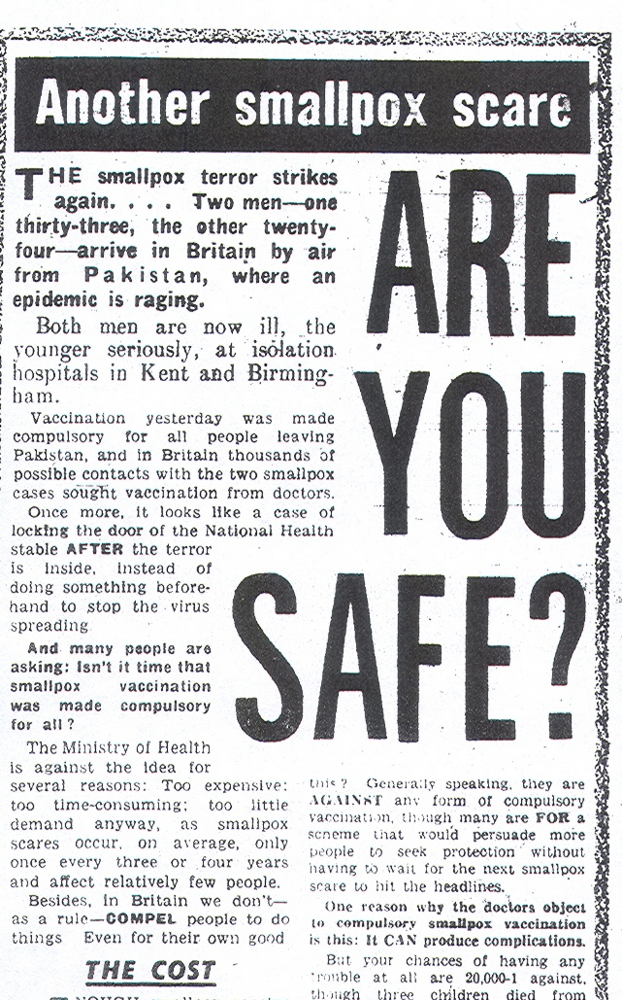 Another smallpox scare
ARE
YOU
SAFE?
THE smallpox terror strikes
again. . . . Two men—one
thirty-three, the other twenty-
four—arrive in Britain by air
from Pakistan, where an
epidemic is raging.
Both men are now ill, the
younger seriously, at isolation
hospitals in Kent and Birming-
ham.
Vaccination yesterday was made
compulsory for all people leaving
Pakistan, and in Britain thousands of
possible contacts with the two smallpox
cases sought vaccination from doctors.
Once more, it looks like a case of
locking the door of the National Health
stable AFTER the terror
is inside, instead of
doing something before-
hand to stop the virus
spreading
And many people are
asking: Isn't it time that
smallpox vaccination
was made compulsory
for all?
The Ministry of Health
is against the idea for
several reasons: Too expensive;
too time-consuming; too little
demand anyway, as smallpox
scares occur, on average, only
once every three or four years
and affect relatively few people.
Besides, in Britain we don't—
as a rule—COMPEL people to do
things Even for their own good
THE COST
this? Generally speaking, they are
AGAINST any form of compulsory
vaccination, though many are FOR a
scheme that would persuade more
people to seek protection without
having to wait for the next smallpox
scare to hit the headlines.
One reason why the doctors object
to compulsory smallpox vaccination
is this: It CAN produce complications.
But your chances of having any
trouble at all are 20,000-1 against,
though three children died from